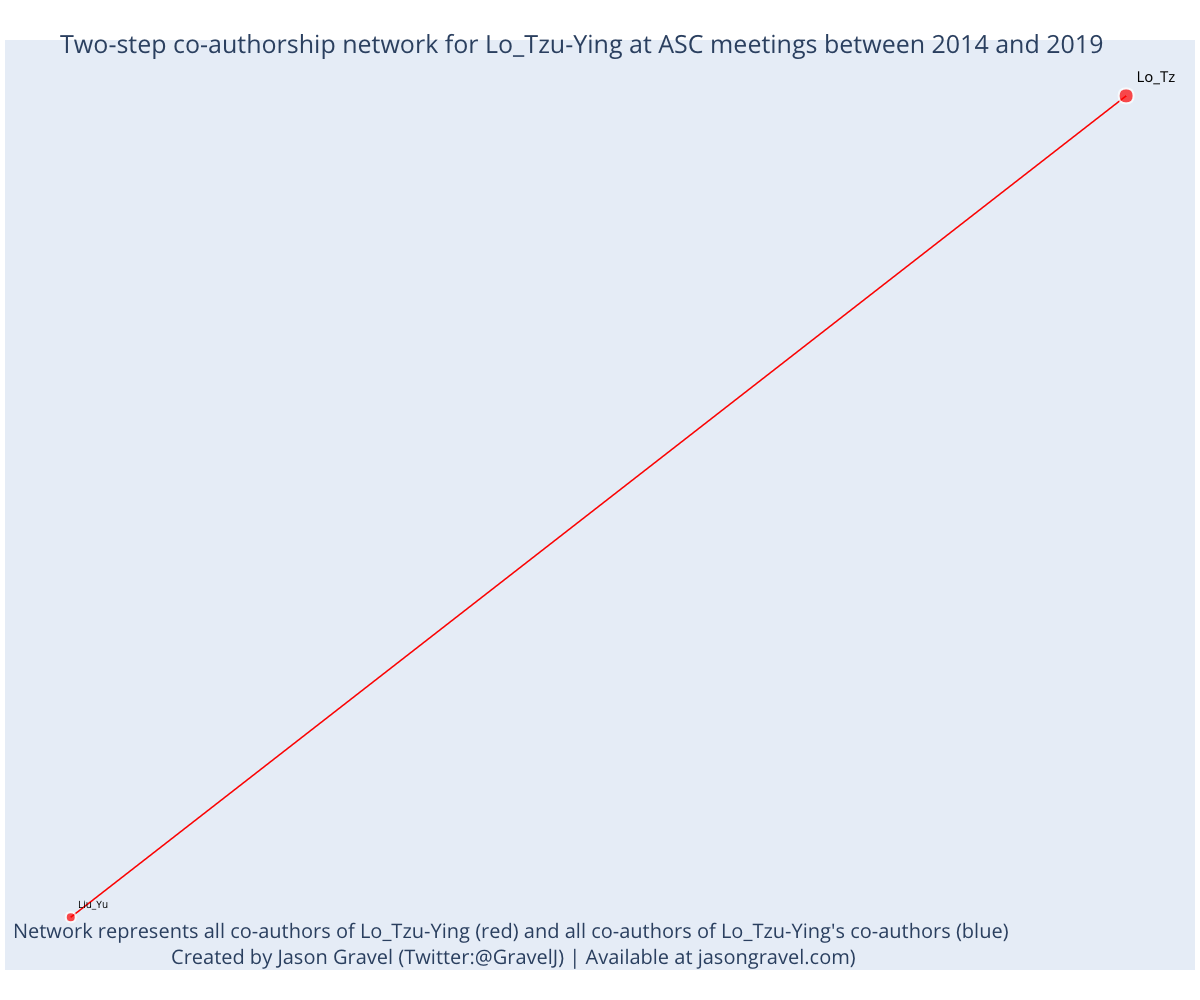 Two-step co-authorship network for Lo_Tzu-Ying at ASC meetings between 2014 and 2019
Lo_Tz
Liu_Yu
Network represents all co-authors of Lo_Tzu-Ying (red) and all co-authors of Lo_Tzu-Ying's co-authors (blue)
Created by Jason Gravel (Twitter:@GravelJ) | Available at jasongravel.com)